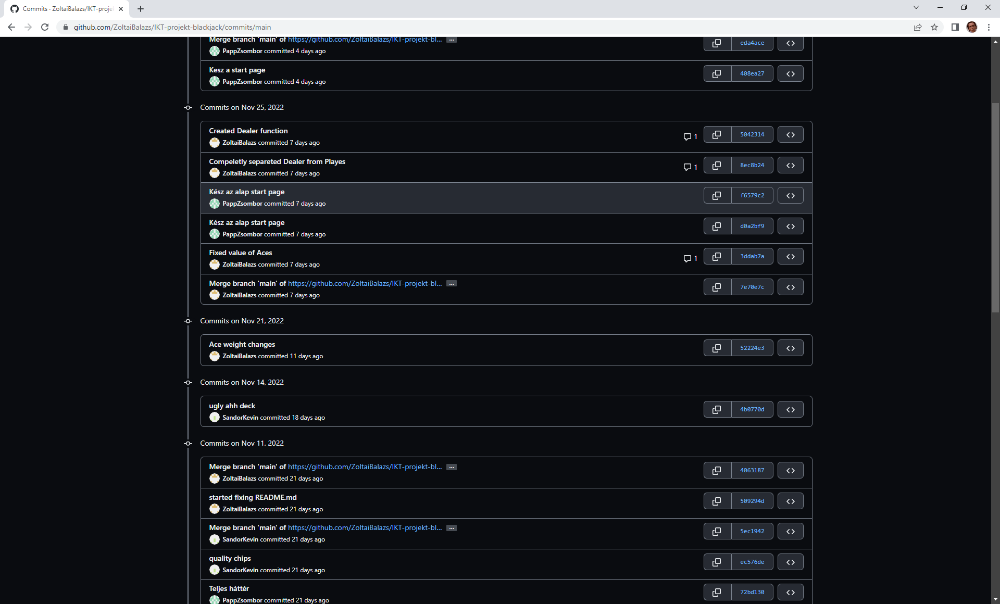 Commits · ZoltaiBalazs/IKT-proje
github.com/ZoltaiBalazs/IKT-projekt-blackjack/commits/main
Merge branch 'main' of https://github.com/ZoltaiBalazs/IKT-projekt-bl... ...
eda4ace
PappZsombor committed 4 days ago
Kesz a start page
408ea27
PappZsombor committed 4 days ago
Commits on Nov 25, 2022
Created Dealer function
1 5042314
ZoltaiBalazs committed 7 days ago
Compeletly separeted Dealer from Playes
1 8ec8b24
ZoltaiBalazs committed 7 days ago
Kész az alap start page
f6579c2
PappZsombor committed 7 days ago
Kész az alap start page
d0a2bf9
PappZsombor committed 7 days ago
Fixed value of Aces
1 3ddab7a
ZoltaiBalazs committed 7 days ago
Merge branch 'main' of https://github.com/ZoltaiBalazs/IKT-projekt-bl... ...
7e70e7c
ZoltaiBalazs committed 7 days ago
Commits on Nov 21, 2022
Ace weight changes
52224e3
ZoltaiBalazs committed 11 days ago
Commits on Nov 14, 2022
ugly ahh deck
4b0770d
SandorKevin committed 18 days ago
Commits on Nov 11, 2022
Merge branch 'main' of https://github.com/ZoltaiBalazs/IKT-projekt-bl... ...
4063187
ZoltaiBalazs committed 21 days ago
started fixing README.md
509294d
ZoltaiBalazs committed 21 days ago
Merge branch 'main' of https://github.com/ZoltaiBalazs/IKT-projekt-bl... ...
5ec1942
SandorKevin committed 21 days ago
quality chips
ec576de
SandorKevin committed 21 days ago
Teljes háttér
72bd130
PappZsombor committed 21 days ago